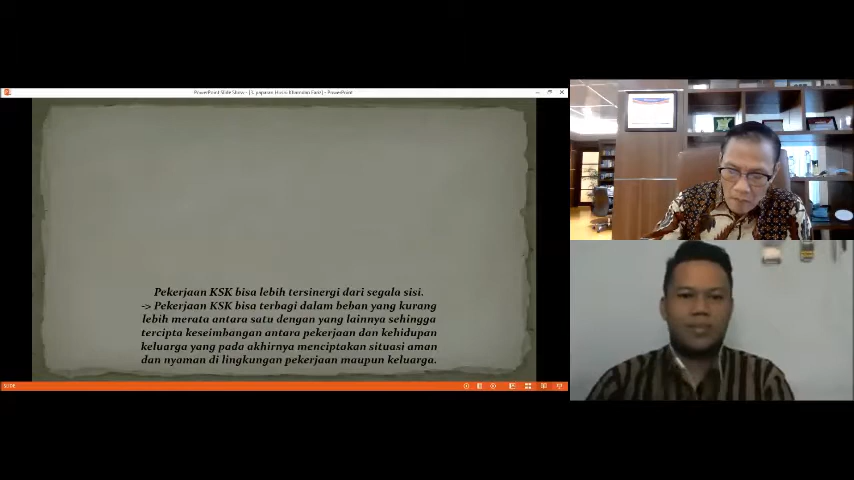 Pekerjaan KSK bisa lebih tersinergi dari segala sisi.
-> Pekerjaan KSK bisa terbagi dalam beban yang kurang
lebih merata antara satu dengan yang lainnya sehingga
tercipta keseimbangan antara pekerjaan dan kehidupan
keluarga yang pada akhirnya menciptakan situasi aman
dan nyaman di lingkungan pekerjaan maupun keluarga.